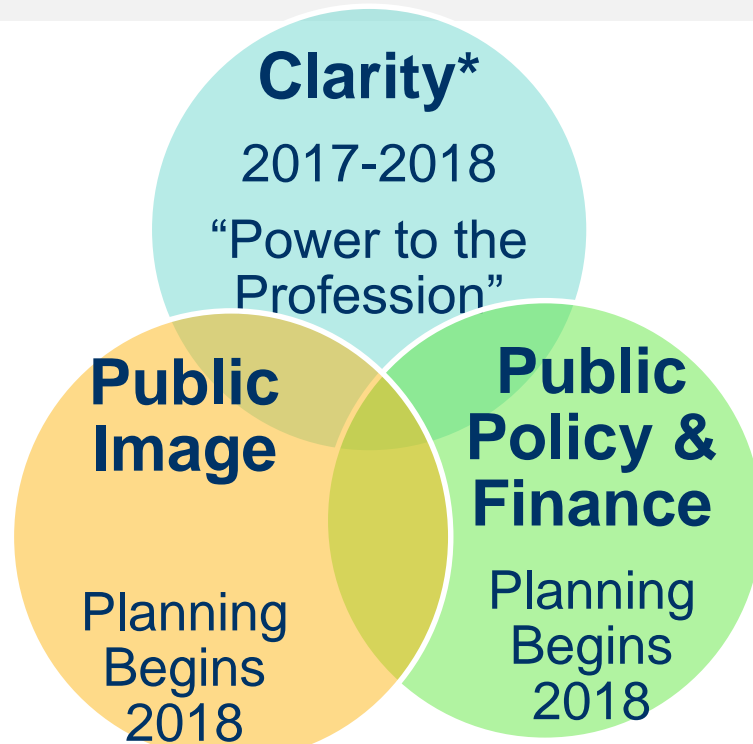 Clarity*
2017-2018
“Power to the
Profession”
Public
Image
Planning
Begins
2018
Public
Policy &
Finance
Planning
Begins
2018